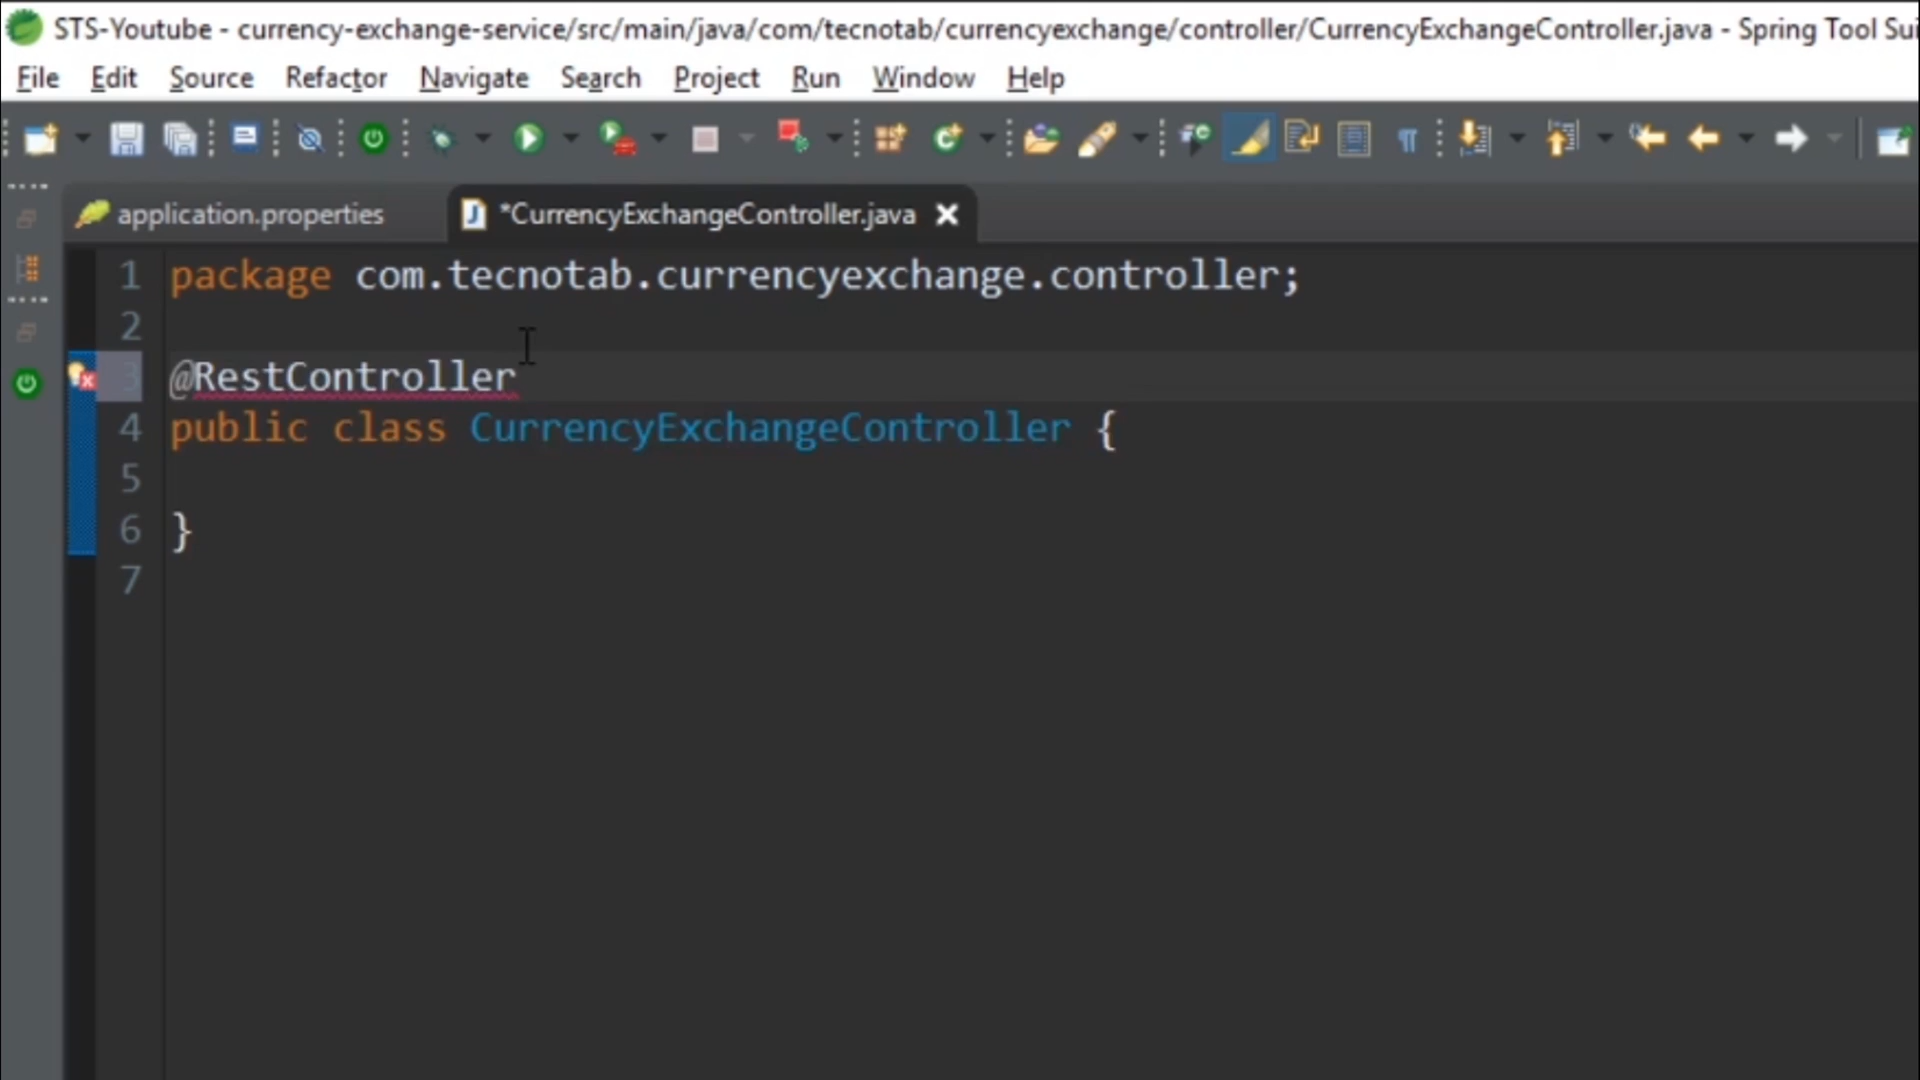 STS-Youtube - currency-exchange-service/src/main/java/com/tecnotab/currencyexchange/controller/CurrencyExchangeController.java - Spring Tool Sui
File Edit Source Refactor Navigate Search Project Run Window Help
application.properties *CurrencyExchangeController.java
1 package com.tecnotab.currencyexchange.controller;
2
3 @RestController
4 public class CurrencyExchangeController {
5
6 }
7